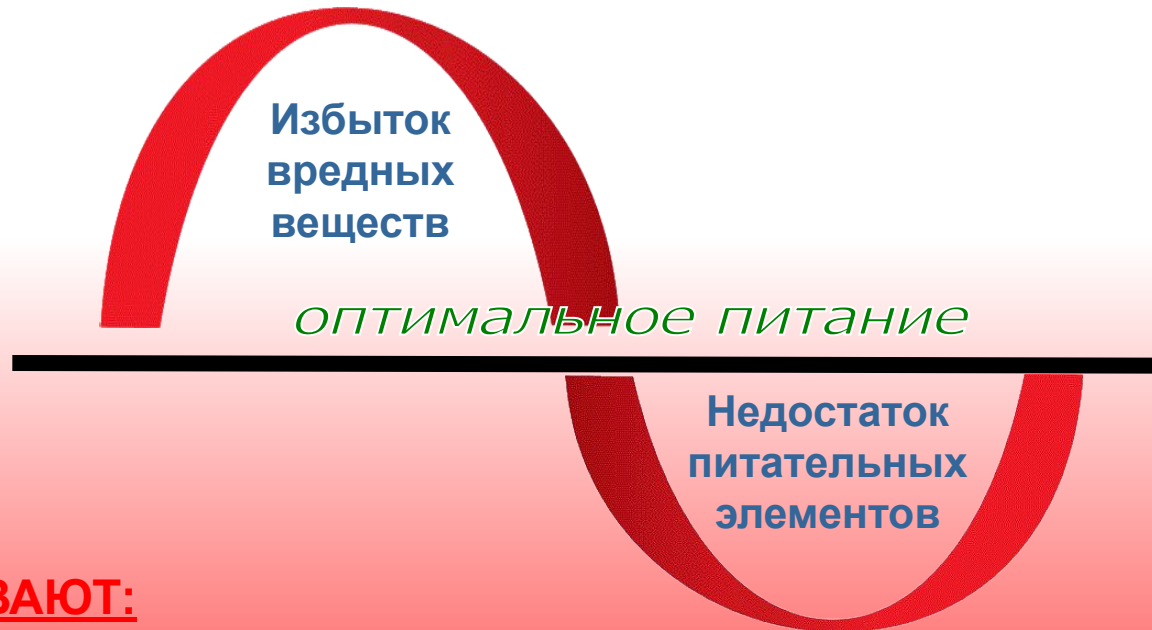 Избыток
вредных
веществ
оптимальное питание
Недостаток
питательных
элементов
ВАЮТ: